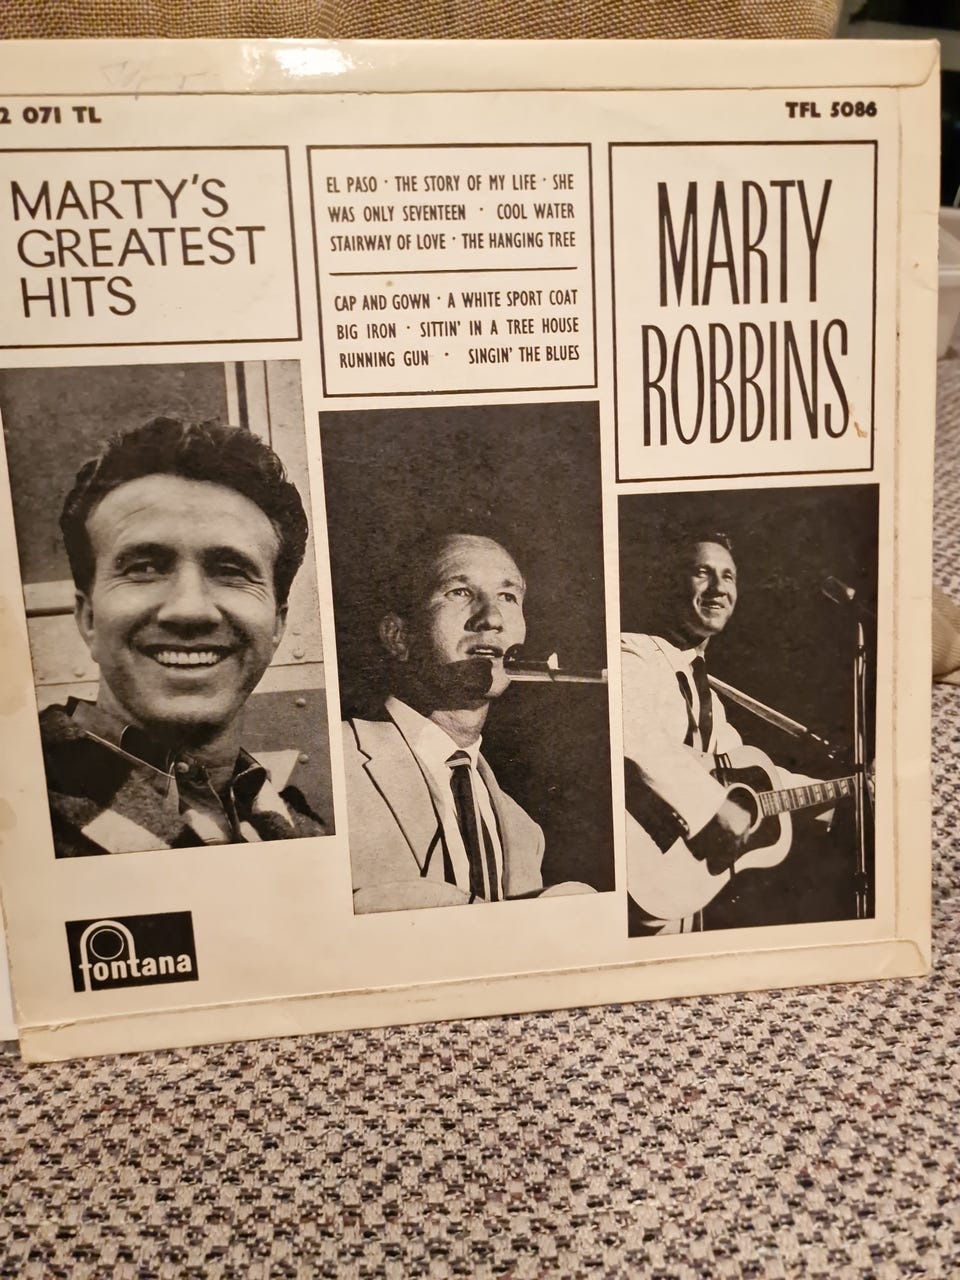 2 071 TL
TFL 5086
MARTY'S
GREATEST
HITS
EL PASO · THE STORY OF MY LIFE · SHE
WAS ONLY SEVENTEEN · COOL WATER
STAIRWAY OF LOVE · THE HANGING TREE
CAP AND GOWN · A WHITE SPORT COAT
BIG IRON · SITTIN' IN A TREE HOUSE
RUNNING GUN · SINGIN' THE BLUES
MARTY
ROBBINS
fontana